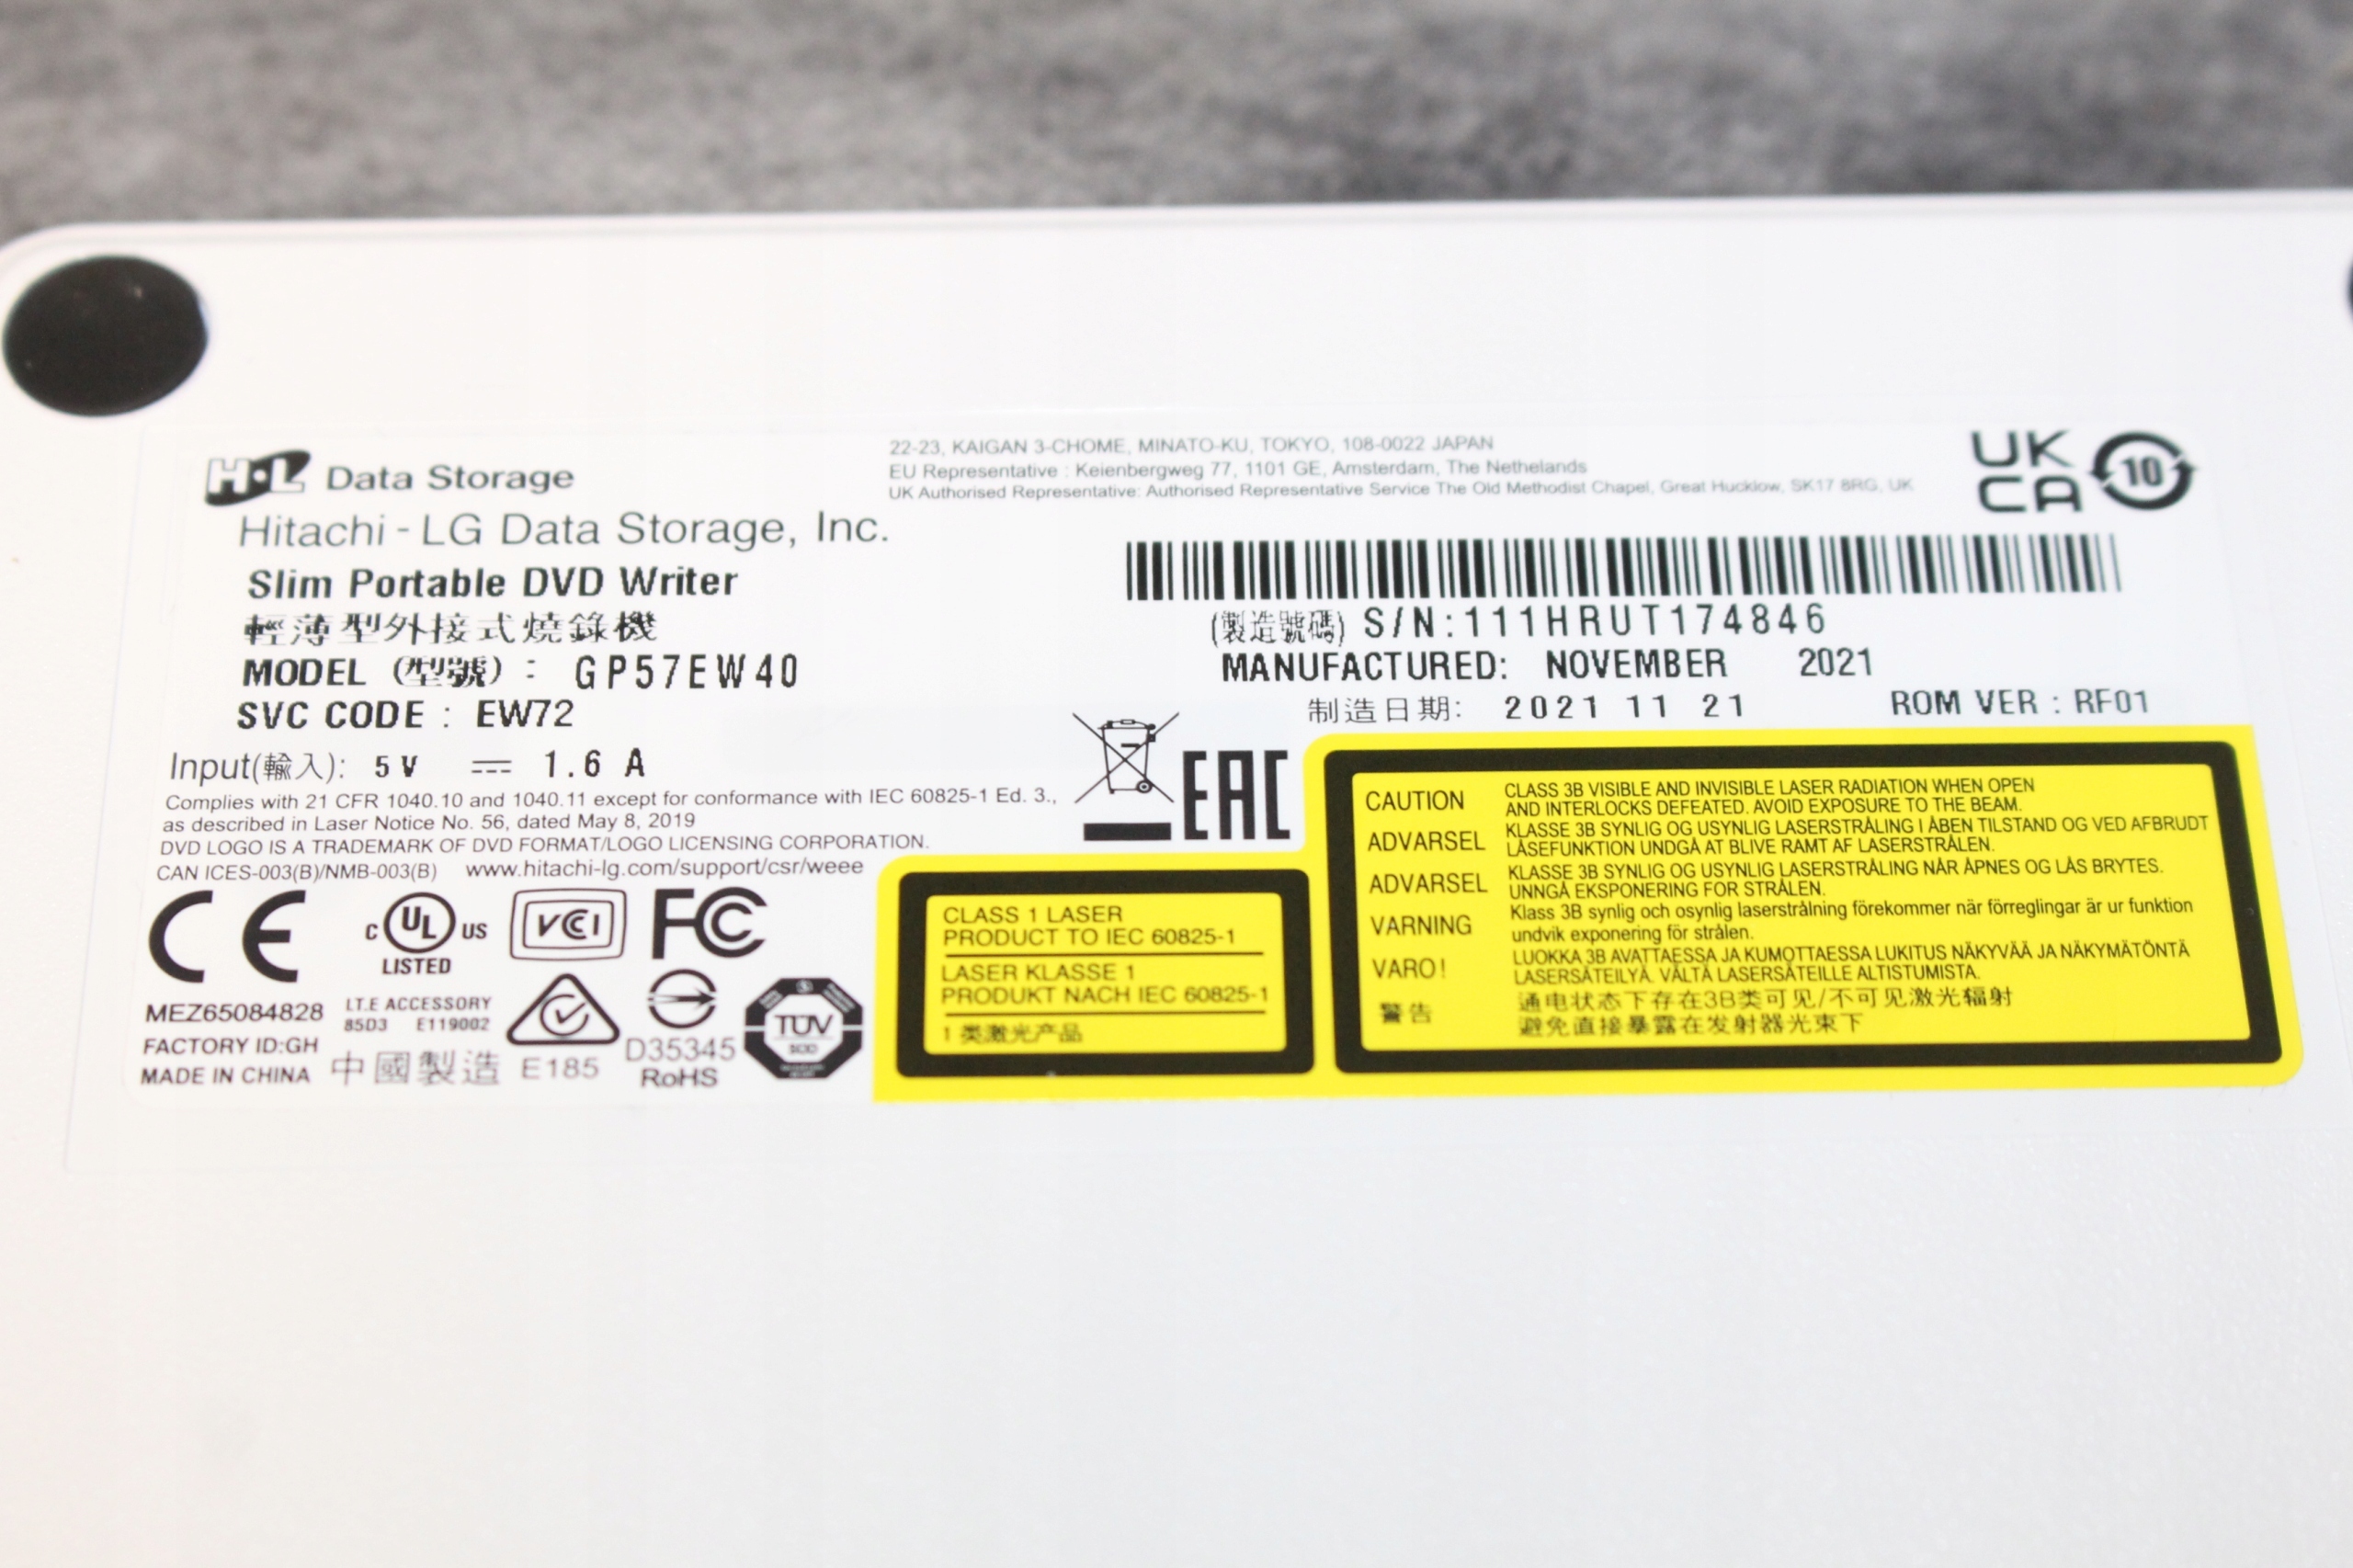 H·L Data Storage
22-23, KAIGAN 3-CHOME, MINATO-KU, TOKYO, 108-0022 JAPAN
EU Representative : Keienbergweg 77, 1101 GE, Amsterdam, The Nethelands
UK Authorised Representative: Authorised Representative Service The Old Methodist Chapel, Great Hucklow, SK17 8RG, UK
UK
CA
10
Hitachi - LG Data Storage, Inc.
Slim Portable DVD Writer
輕薄型外接式燒錄機
MODEL (型號) : GP57EW40
SVC CODE : EW72
(製造號碼) S/N:111HRUT174846
MANUFACTURED: NOVEMBER 2021
制造日期: 2021 11 21
ROM VER : RF01
Input(輸入): 5 V ⎓ 1.6 A
Complies with 21 CFR 1040.10 and 1040.11 except for conformance with IEC 60825-1 Ed. 3.,
as described in Laser Notice No. 56, dated May 8, 2019
DVD LOGO IS A TRADEMARK OF DVD FORMAT/LOGO LICENSING CORPORATION.
CAN ICES-003(B)/NMB-003(B) www.hitachi-lg.com/support/csr/weee
EAC
CE
C UL US
LISTED
VCI
FC
MEZ65084828
I.T.E ACCESSORY
85D3 E119002
FACTORY ID:GH
MADE IN CHINA
中國製造
E185
D35345
RoHS
TÜV
CLASS 1 LASER
PRODUCT TO IEC 60825-1
LASER KLASSE 1
PRODUKT NACH IEC 60825-1
1 类激光产品
CAUTION CLASS 3B VISIBLE AND INVISIBLE LASER RADIATION WHEN OPEN
AND INTERLOCKS DEFEATED. AVOID EXPOSURE TO THE BEAM.
ADVARSEL KLASSE 3B SYNLIG OG USYNLIG LASERSTRÅLING I ÅBEN TILSTAND OG VED AFBRUDT
LÅSEFUNKTION UNDGÅ AT BLIVE RAMT AF LASERSTRÅLEN.
ADVARSEL KLASSE 3B SYNLIG OG USYNLIG LASERSTRÅLING NÅR ÅPNES OG LÅS BRYTES.
UNNGÅ EKSPONERING FOR STRÅLEN.
VARNING Klass 3B synlig och osynlig laserstrålning förekommer när förreglingar är ur funktion
undvik exponering för strålen.
VARO! LUOKKA 3B AVATTAESSA JA KUMOTTAESSA LUKITUS NÄKYVÄÄ JA NÄKYMÄTÖNTÄ
LASERSÄTEILYÄ. VÄLTÄ LASERSÄTEILLE ALTISTUMISTA.
警告 通电状态下存在3B类可见/不可见激光辐射
避免直接暴露在发射器光束下